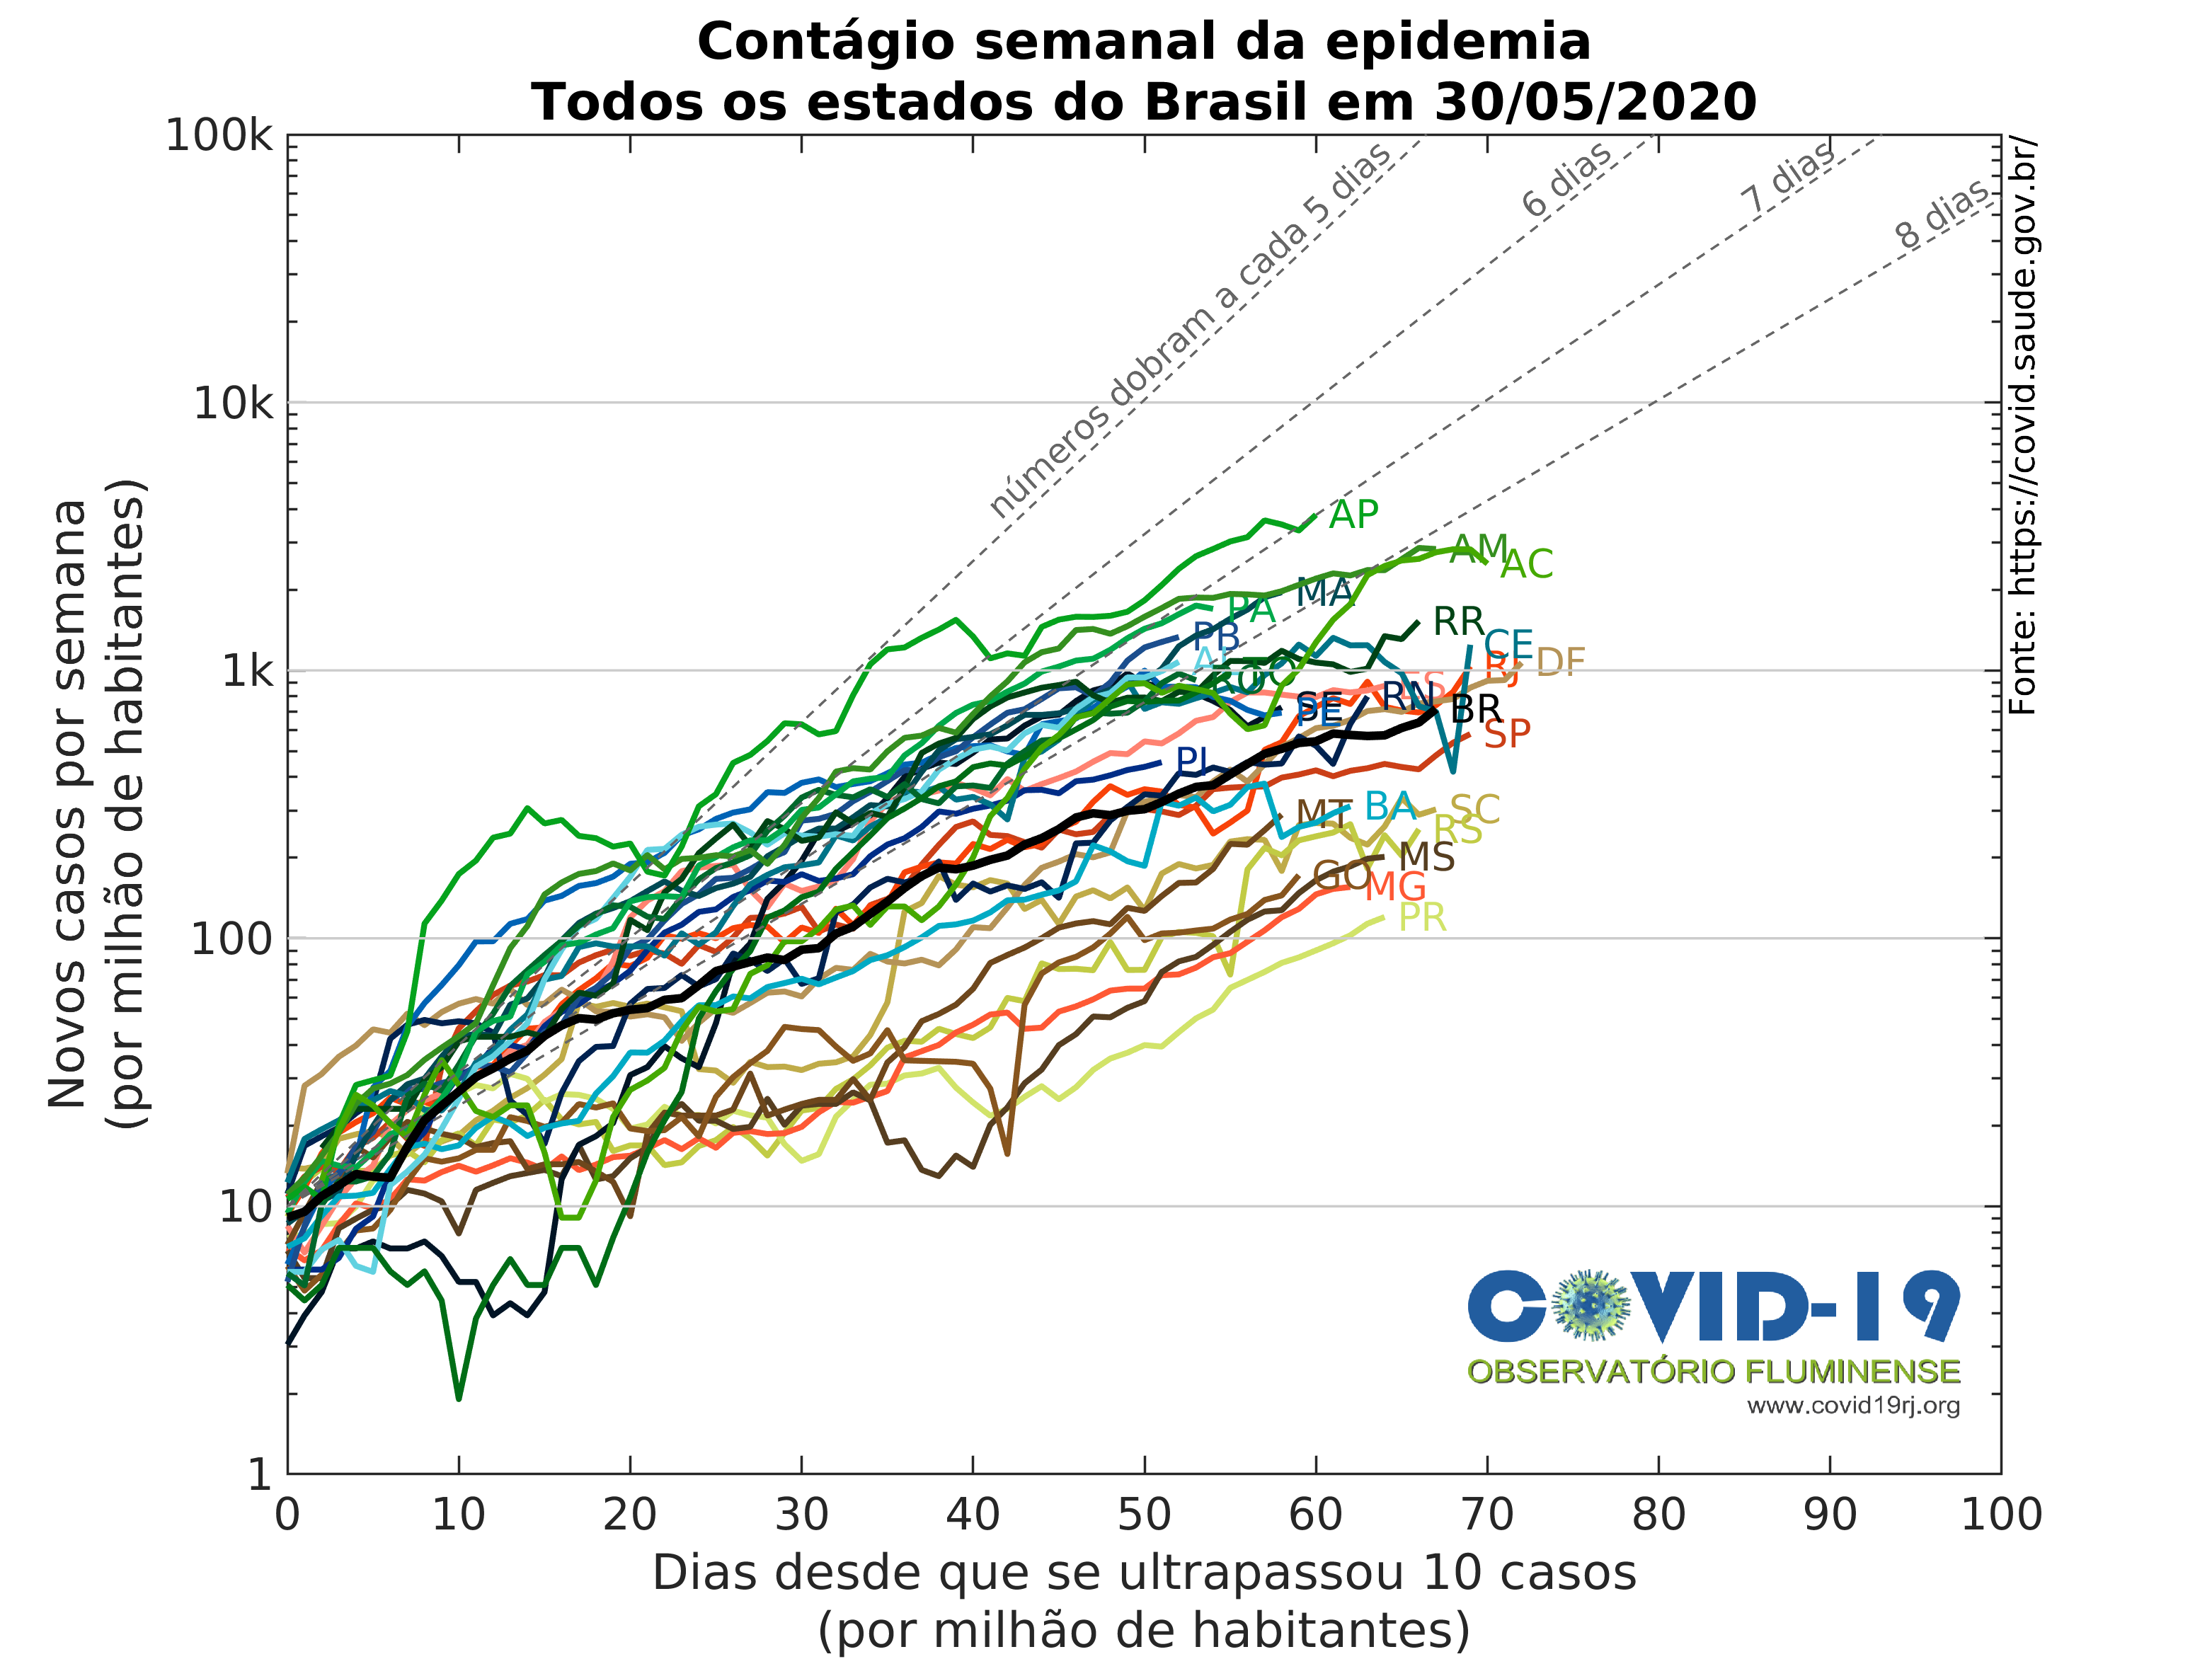 Contágio semanal da epidemia
Todos os estados do Brasil em 30/05/2020
Novos casos por semana
(por milhão de habitantes)
100k
10k
1k
100
10
1
números dobram a cada 5 dias
6 dias
7 dias
8 dias
Fonte: https://covid.saude.gov.br/
AP
AM
AC
MA
PA
RR
PB
CE
AL
RO
TO
RJ
DF
ES
SE
PE
RN
BR
SP
PI
MT
BA
SC
RS
MS
GO
MG
PR
COVID-19
OBSERVATÓRIO FLUMINENSE
www.covid19rj.org
0 10 20 30 40 50 60 70 80 90 100
Dias desde que se ultrapassou 10 casos
(por milhão de habitantes)